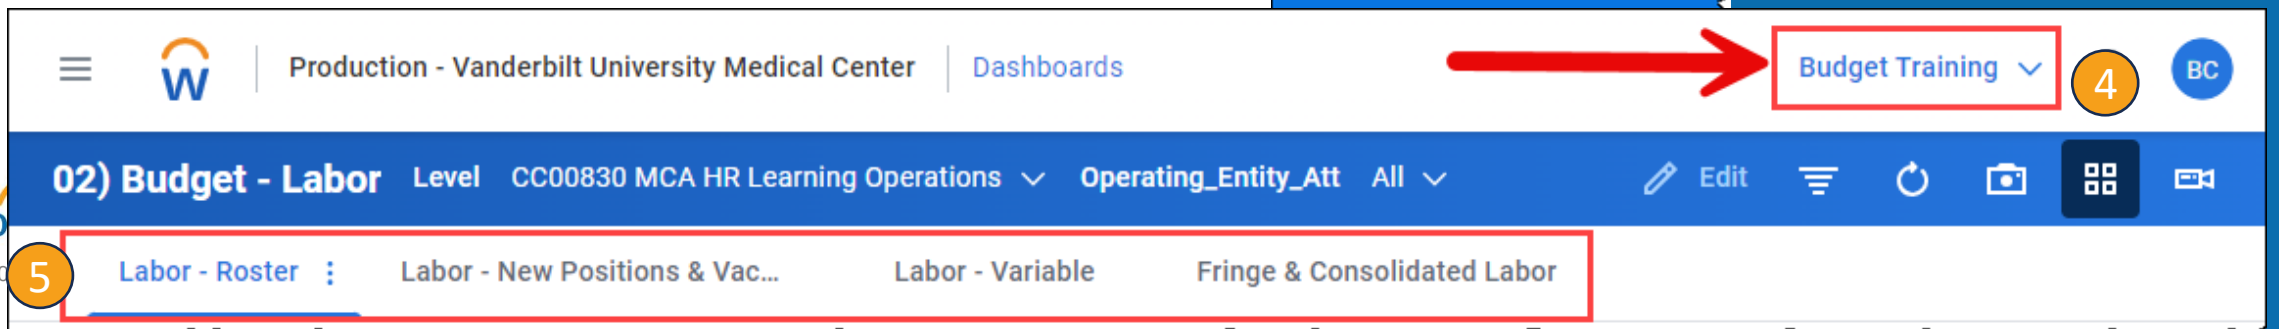 Production - Vanderbilt University Medical Center Dashboards Budget Training 4 BC
02) Budget - Labor Level CC00830 MCA HR Learning Operations Operating_Entity_Att All Edit
5 Labor - Roster Labor - New Positions & Vac... Labor - Variable Fringe & Consolidated Labor